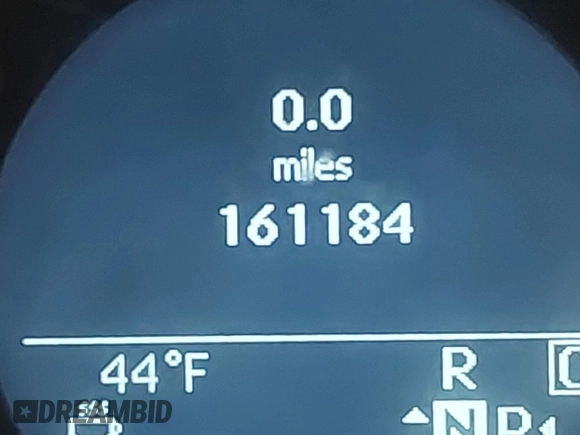 0.0
miles
161184
44°F R
N
DREAMBID